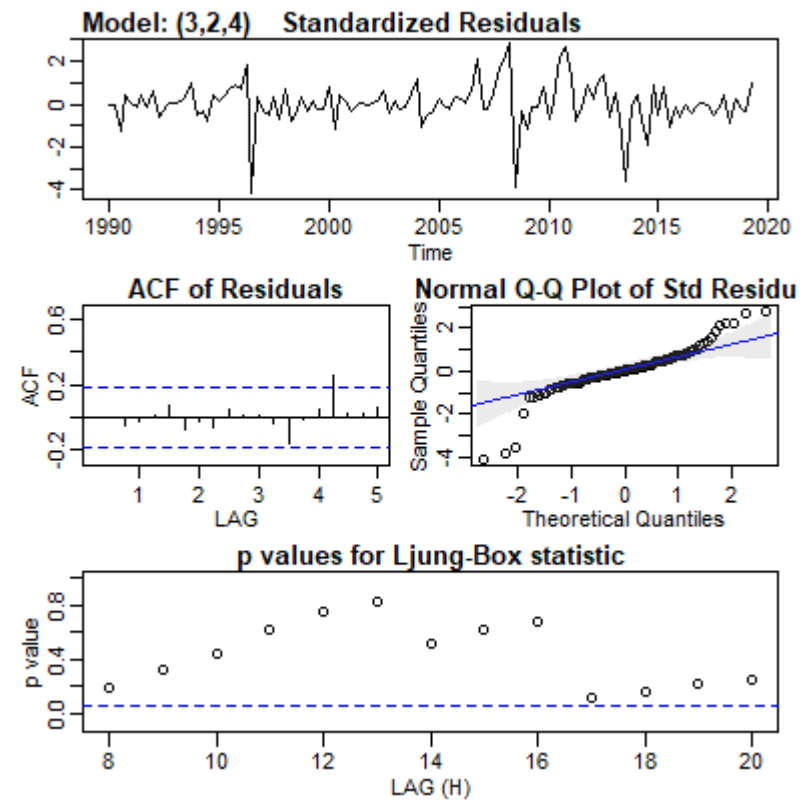 Model: (3,2,4) Standardized Residuals
2
0
-2
-4
1990 1995 2000 2005 2010 2015 2020
Time
ACF of Residuals
0.6
0.2
-0.2
ACF
1 2 3 4 5
LAG
Normal Q-Q Plot of Std Residu
Sample Quantiles
2
0
-2
-4
-2 -1 0 1 2
Theoretical Quantiles
p values for Ljung-Box statistic
p value
0.8
0.4
0.0
8 10 12 14 16 18 20
LAG (H)